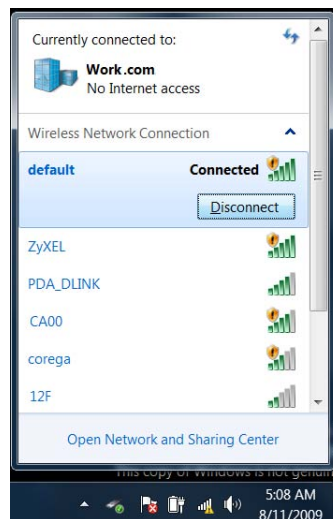 Currently connected to:
Work.com
No Internet access
Wireless Network Connection
default Connected
Disconnect
ZyXEL
PDA_DLINK
CA00
corega
12F
Open Network and Sharing Center
This copy of Windows is not genuin
5:08 AM
8/11/2009